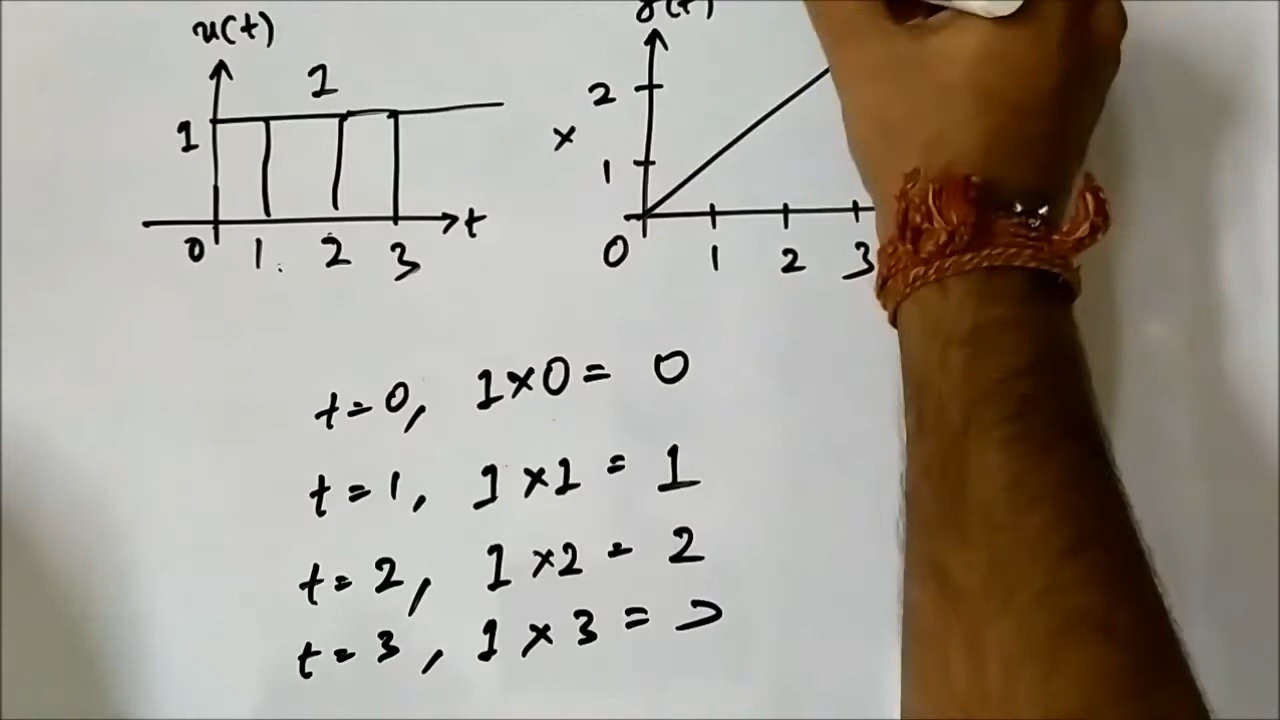 u(t)
1
1
0 1. 2 3
t
2
×
1
0 1 2 3
t=0, 1×0= 0
t=1, 1×1= 1
t=2, 1×2= 2
t=3, 1×3=